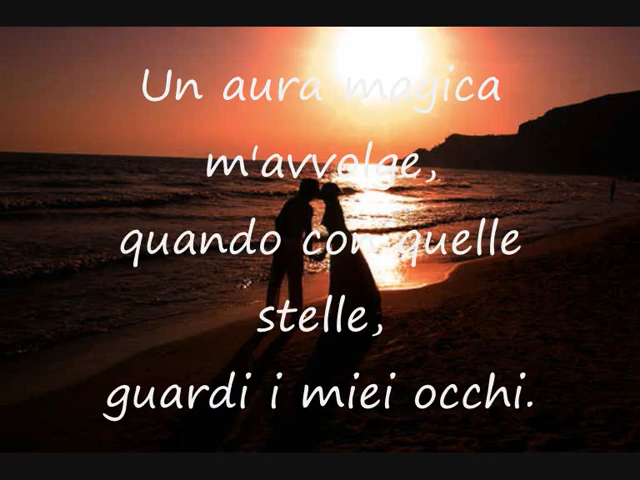 Un aura magica
m'avvolge,
quando con quelle
stelle,
guardi i miei occhi.